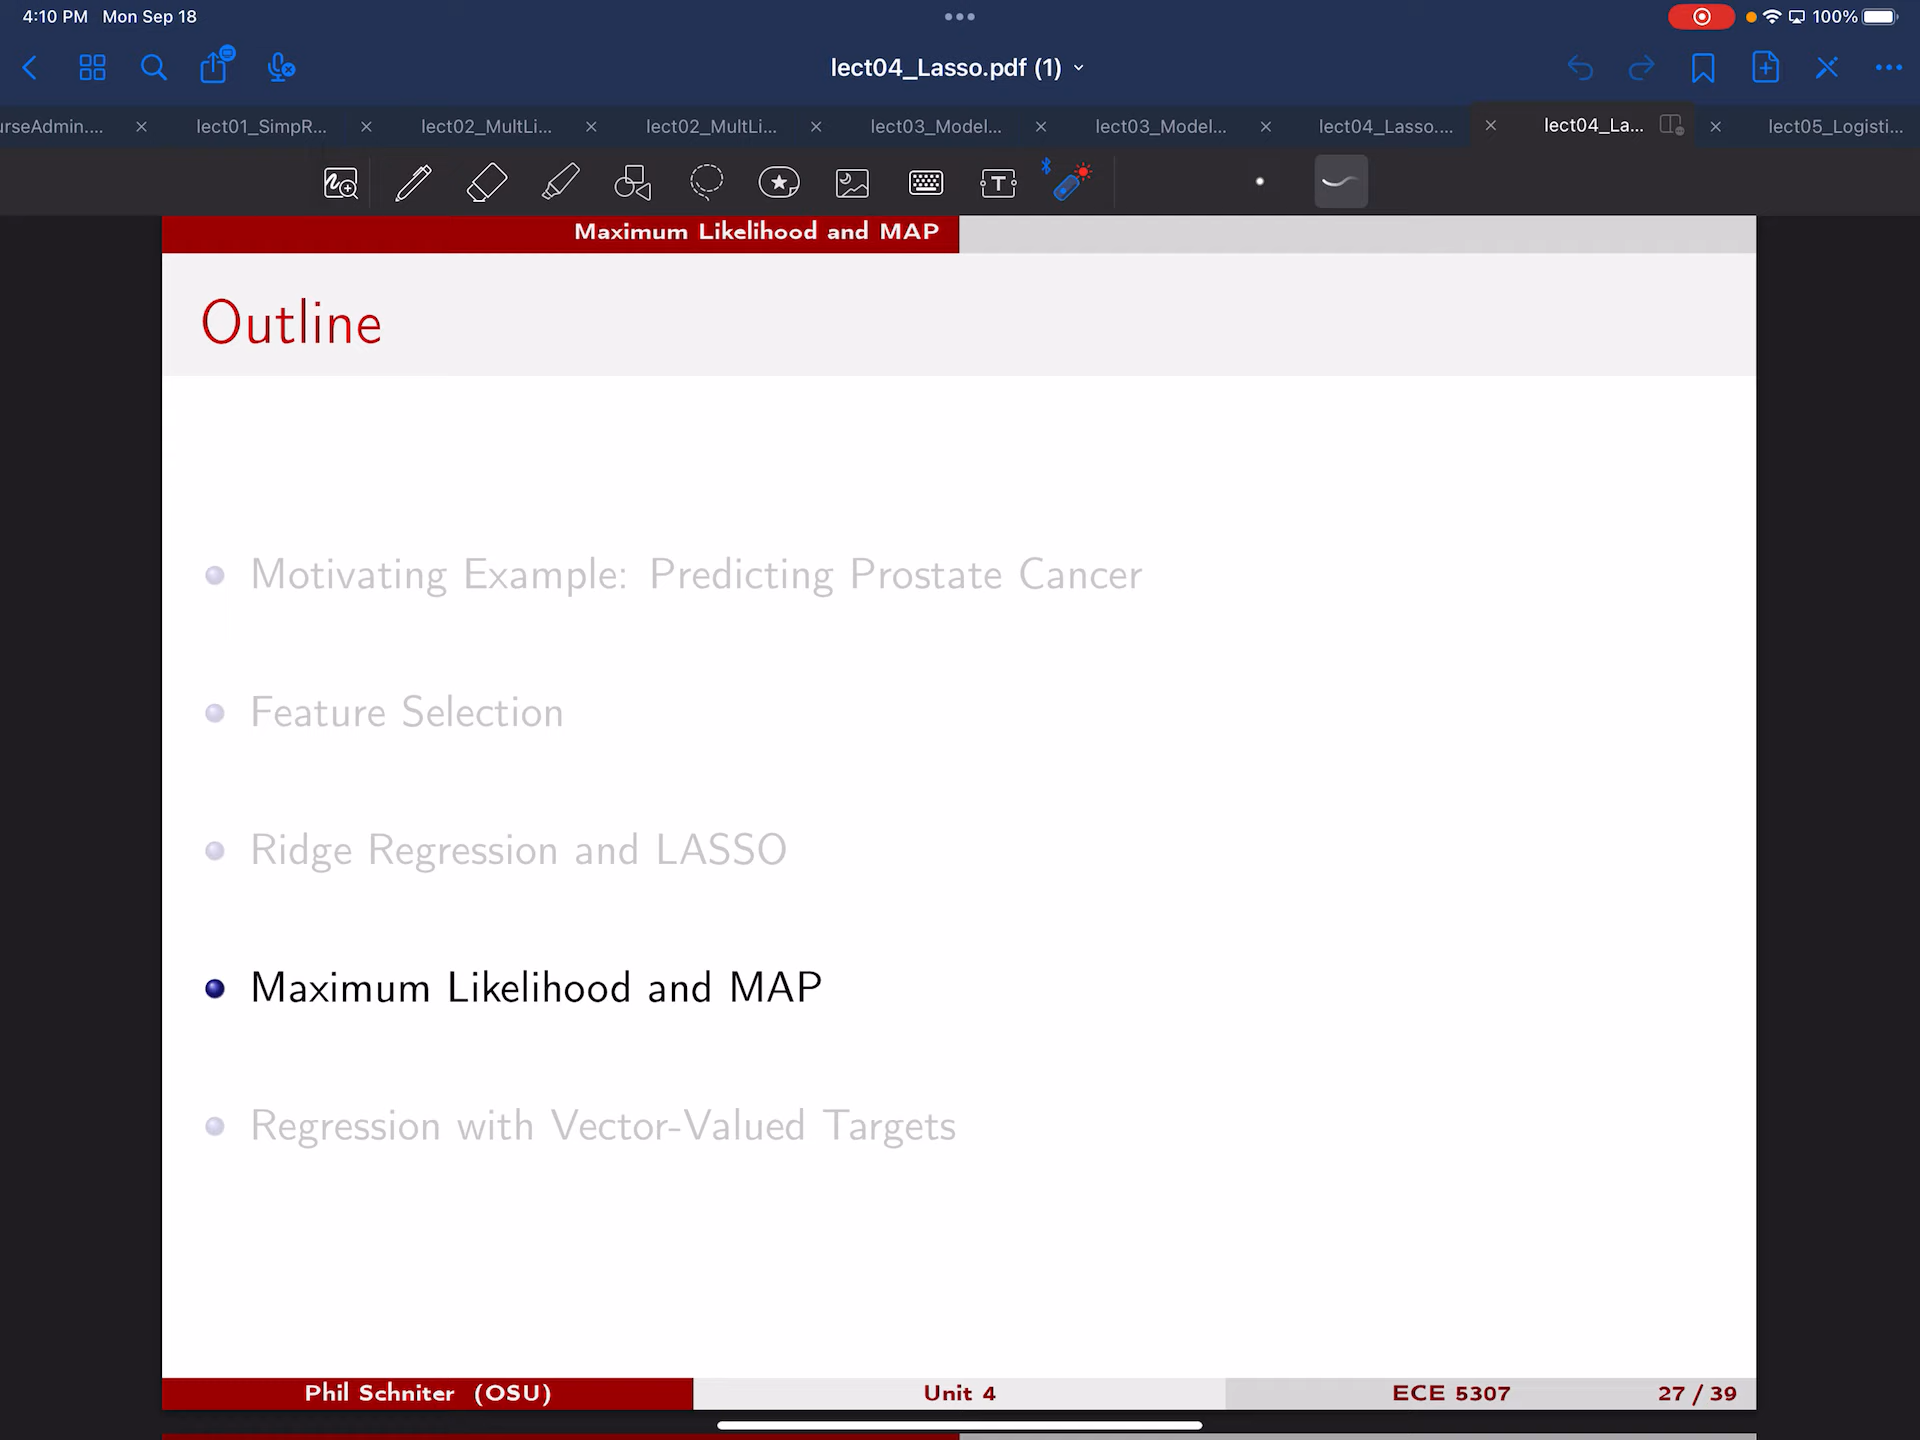 4:10 PM Mon Sep 18
100%
lect04_Lasso.pdf (1)
urseAdmin....
lect01_SimpR...
lect02_MultLi...
lect02_MultLi...
lect03_Model...
lect03_Model...
lect04_Lasso....
lect04_La...
lect05_Logisti...
T
Maximum Likelihood and MAP
Outline
Motivating Example: Predicting Prostate Cancer
Feature Selection
Ridge Regression and LASSO
Maximum Likelihood and MAP
Regression with Vector-Valued Targets
Phil Schniter (OSU)
Unit 4
ECE 5307
27 / 39